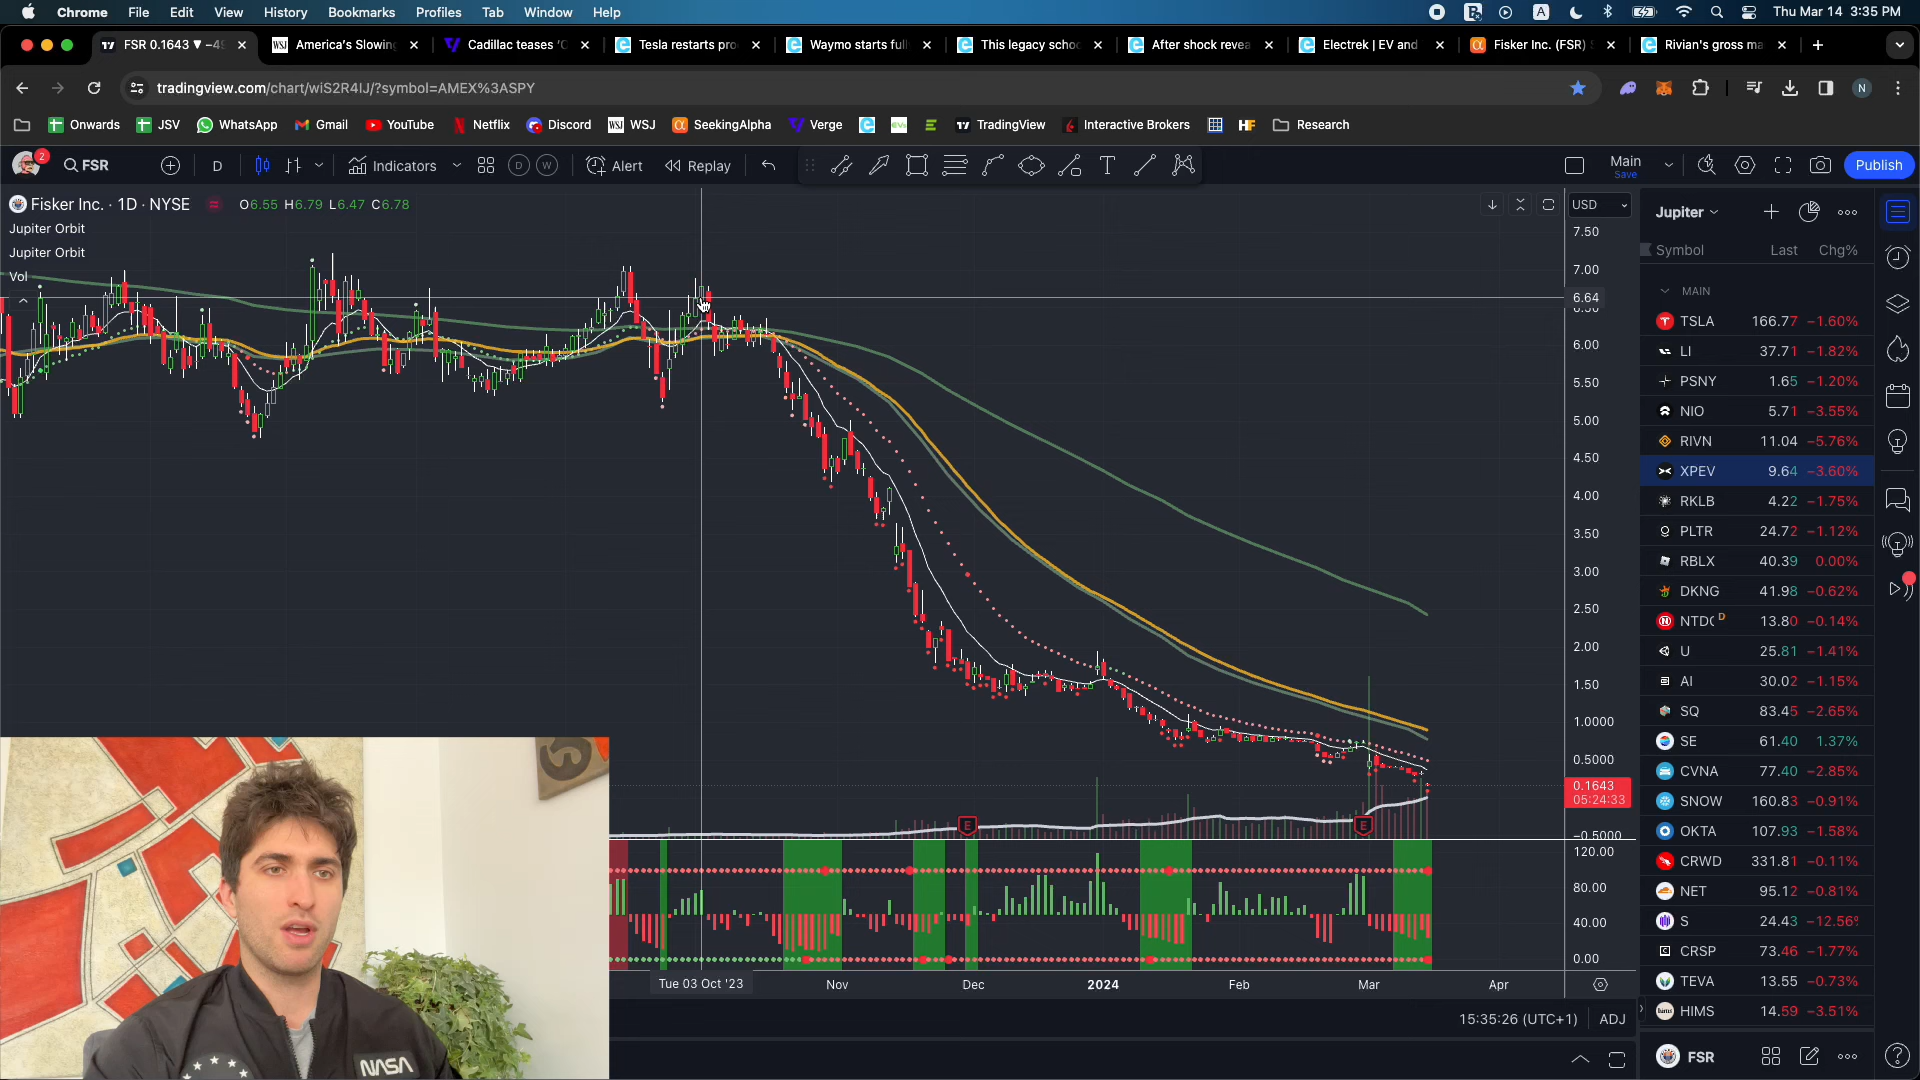 Chrome File Edit View History Bookmarks Profiles Tab Window Help A Thu Mar 14 3:35 PM
FSR 0.1643 ▼ −4 WSJ America's Slowing Cadillac teases 'O Tesla restarts pro Waymo starts full This legacy scho After shock revea Electrek | EV and Fisker Inc. (FSR) S Rivian's gross ma
tradingview.com/chart/wiS2R4IJ/?symbol=AMEX%3ASPY N
Onwards JSV WhatsApp Gmail YouTube Netflix Discord WSJ WSJ SeekingAlpha Verge TradingView Interactive Brokers HF Research
2 FSR D Indicators D W Alert Replay T Main Save Publish
Fisker Inc. · 1D · NYSE O6.55 H6.79 L6.47 C6.78
Jupiter Orbit
Jupiter Orbit
Vol
USD
7.50
7.00
6.64
6.00
5.50
5.00
4.50
4.00
3.50
3.00
2.50
2.00
1.50
1.0000
0.5000
0.1643
05:24:33
−0.5000
E E
120.00
80.00
40.00
0.00
Tue 03 Oct '23 Nov Dec 2024 Feb Mar Apr
15:35:26 (UTC+1) ADJ
Jupiter
Symbol Last Chg%
MAIN
TSLA 166.77 −1.60%
LI 37.71 −1.82%
PSNY 1.65 −1.20%
NIO 5.71 −3.55%
RIVN 11.04 −5.76%
XPEV 9.64 −3.60%
RKLB 4.22 −1.75%
PLTR 24.72 −1.12%
RBLX 40.39 0.00%
DKNG 41.98 −0.62%
NTDO D 13.80 −0.14%
U 25.81 −1.41%
AI 30.02 −1.15%
SQ 83.45 −2.65%
SE 61.40 1.37%
CVNA 77.40 −2.85%
SNOW 160.83 −0.91%
OKTA 107.93 −1.58%
CRWD 331.81 −0.11%
NET 95.12 −0.81%
S 24.43 −12.56%
CRSP 73.46 −1.77%
TEVA 13.55 −0.73%
HIMS 14.59 −3.51%
FSR
NASA